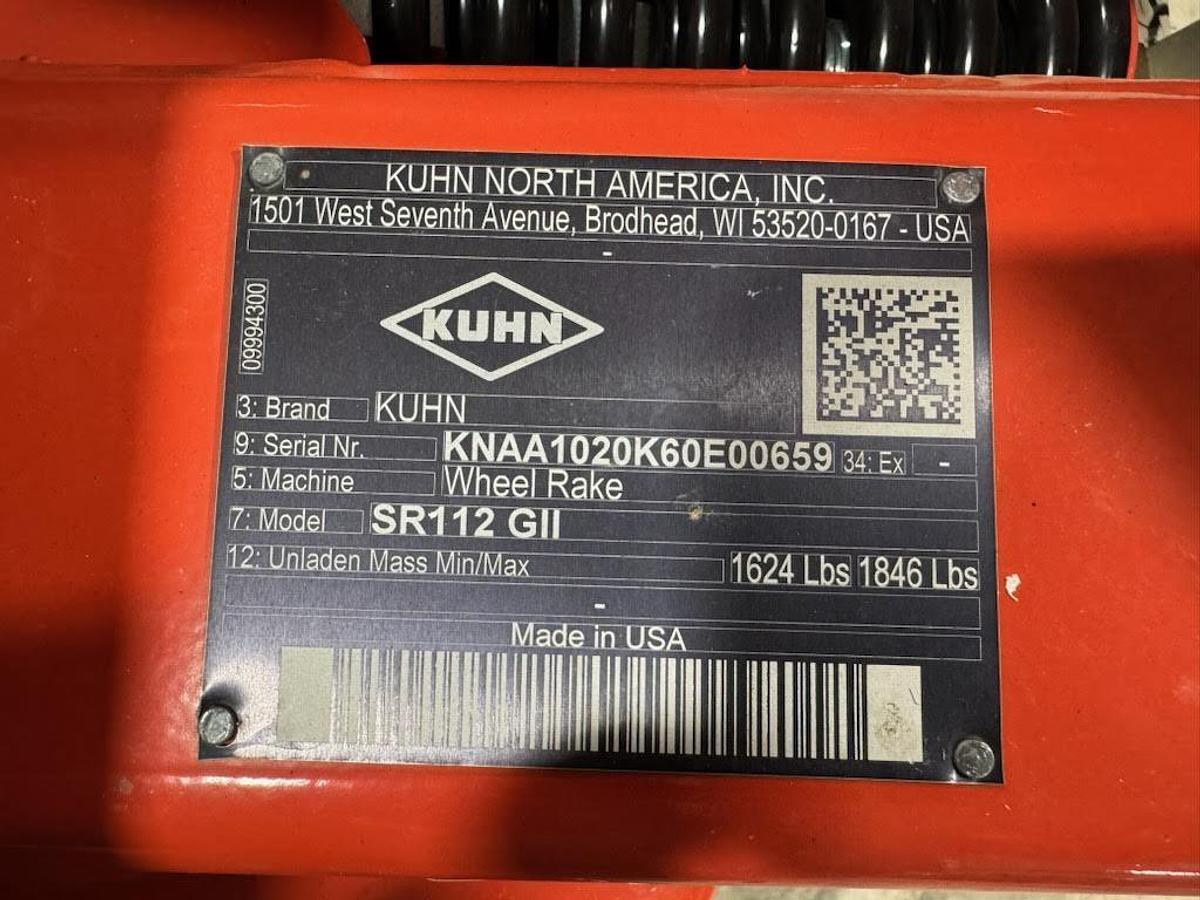 KUHN NORTH AMERICA, INC.
1501 West Seventh Avenue, Brodhead, WI 53520-0167 - USA
-
09994300
KUHN
3: Brand KUHN
9: Serial Nr. KNAA1020K60E00659 34: Ex -
5: Machine Wheel Rake
7: Model SR112 GII
12: Unladen Mass Min/Max 1624 Lbs 1846 Lbs
-
Made in USA